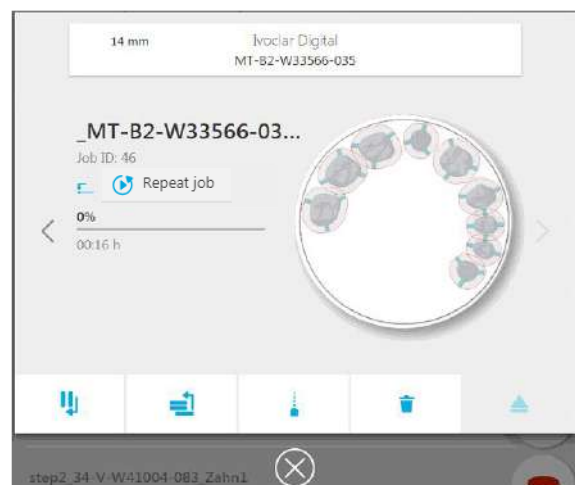 14 mm
Ivoclar Digital
MT-B2-W33566-035
_MT-B2-W33566-03...
Job ID: 46
Repeat job
0%
00:16 h
step2_34-V-W41004-083_Zahn1